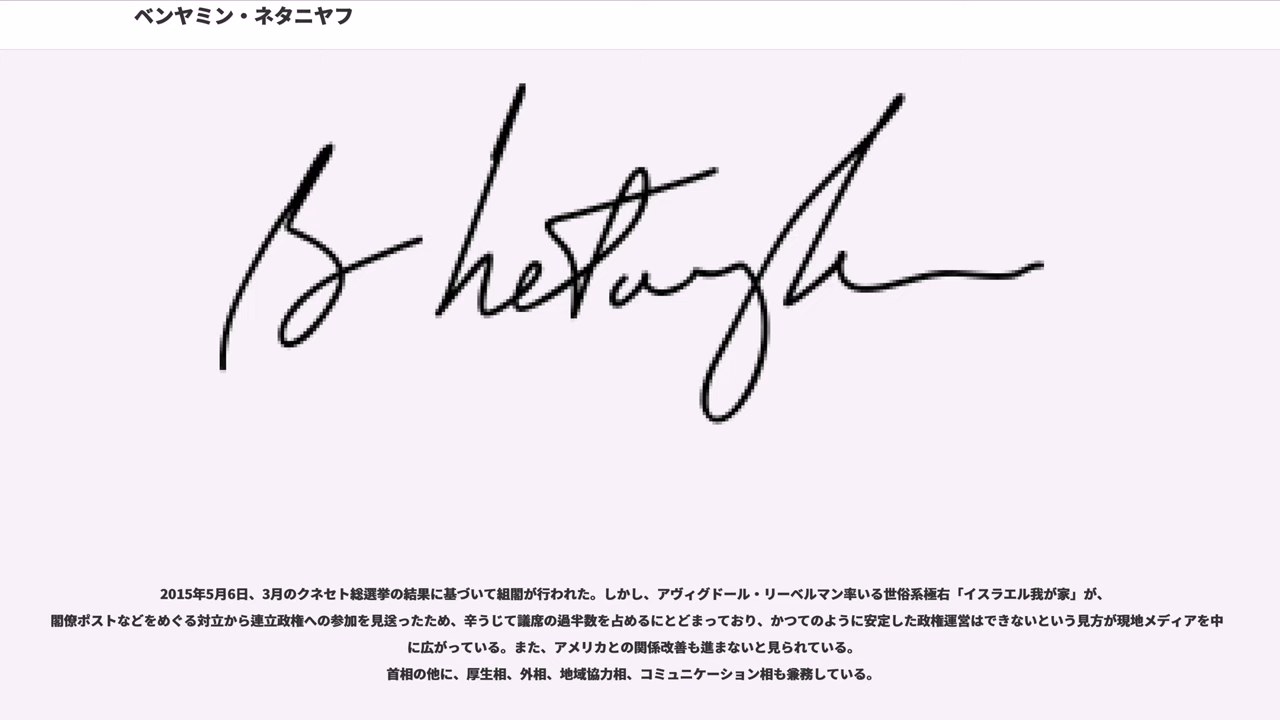 ベンヤミン・ネタニヤフ
B Netanyahu
2015年5月6日、3月のクネセト総選挙の結果に基づいて組閣が行われた。しかし、アヴィグドール・リーベルマン率いる世俗系極右「イスラエル我が家」が、
閣僚ポストなどをめぐる対立から連立政権への参加を見送ったため、辛うじて議席の過半数を占めるにとどまっており、かつてのように安定した政権運営はできないという見方が現地メディアを中
に広がっている。また、アメリカとの関係改善も進まないと見られている。
首相の他に、厚生相、外相、地域協力相、コミュニケーション相も兼務している。